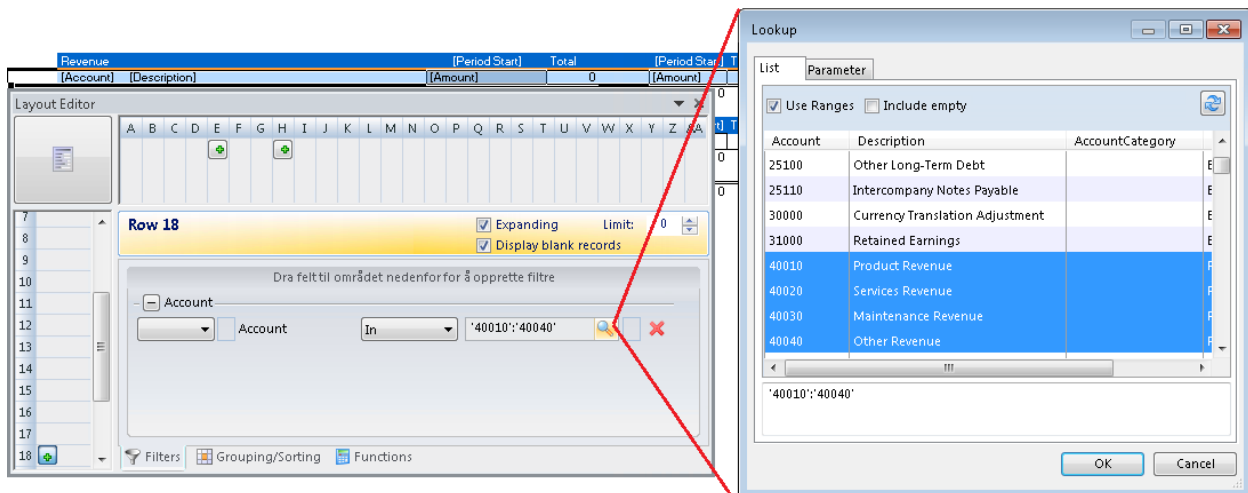 Revenue [Period Start] Total [Period Start] T
[Account] [Description] [Amount] 0 [Amount]
0
Layout Editor
A B C D E F G H I J K L M N O P Q R S T U V W X Y Z AA
0
0
7
8
9
10
11
12
13
14
15
16
17
18
Row 18
Expanding Limit: 0
Display blank records
Dra felt til området nedenfor for å opprette filtre
Account
Account In '40010':'40040'
Filters Grouping/Sorting Functions
Lookup
List Parameter
Use Ranges Include empty
Account Description AccountCategory
25100 Other Long-Term Debt
25110 Intercompany Notes Payable
30000 Currency Translation Adjustment
31000 Retained Earnings
40010 Product Revenue
40020 Services Revenue
40030 Maintenance Revenue
40040 Other Revenue
'40010':'40040'
OK Cancel